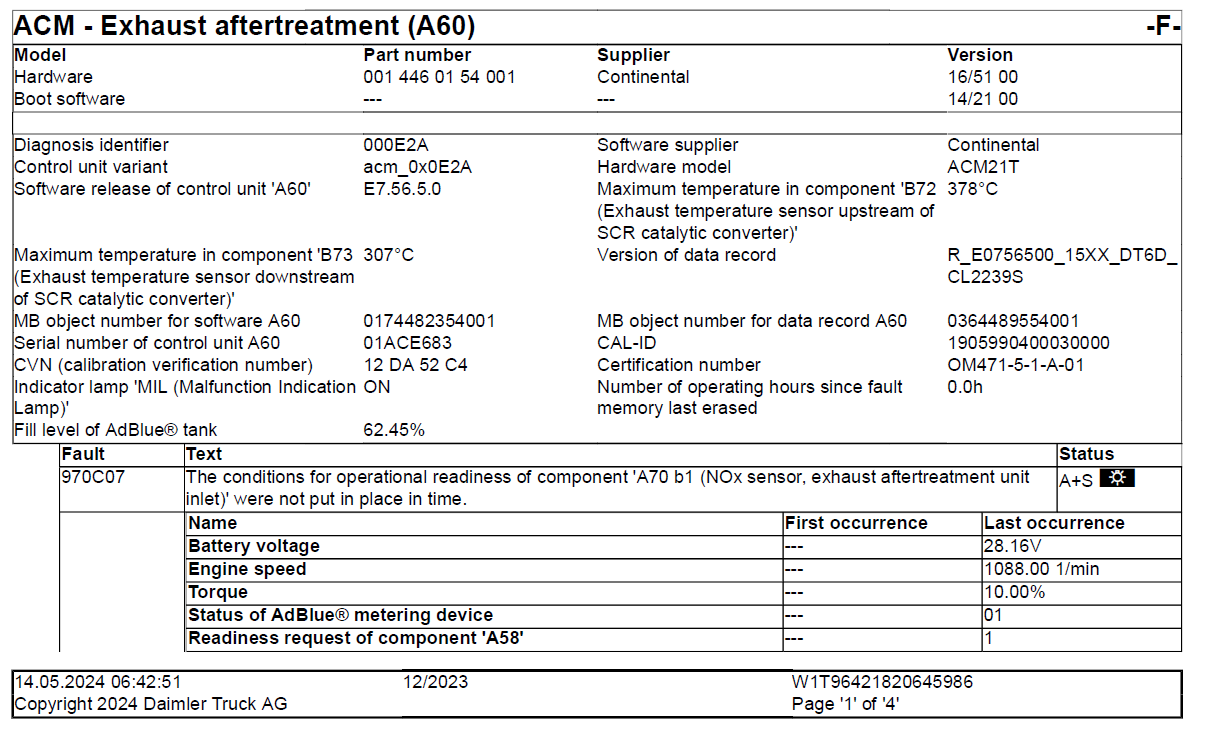 ACM - Exhaust aftertreatment (A60) -F-
Model Part number Supplier Version
Hardware 001 446 01 54 001 Continental 16/51 00
Boot software --- --- 14/21 00
Diagnosis identifier 000E2A Software supplier Continental
Control unit variant acm_0x0E2A Hardware model ACM21T
Software release of control unit 'A60' E7.56.5.0 Maximum temperature in component 'B72 378°C
(Exhaust temperature sensor upstream of
SCR catalytic converter)'
Maximum temperature in component 'B73 307°C Version of data record R_E0756500_15XX_DT6D_
(Exhaust temperature sensor downstream CL2239S
of SCR catalytic converter)'
MB object number for software A60 0174482354001 MB object number for data record A60 0364489554001
Serial number of control unit A60 01ACE683 CAL-ID 1905990400030000
CVN (calibration verification number) 12 DA 52 C4 Certification number OM471-5-1-A-01
Indicator lamp 'MIL (Malfunction Indication ON Number of operating hours since fault 0.0h
Lamp)' memory last erased
Fill level of AdBlue® tank 62.45%
Fault Text Status
970C07 The conditions for operational readiness of component 'A70 b1 (NOx sensor, exhaust aftertreatment unit A+S
inlet)' were not put in place in time.
Name First occurrence Last occurrence
Battery voltage --- 28.16V
Engine speed --- 1088.00 1/min
Torque --- 10.00%
Status of AdBlue® metering device --- 01
Readiness request of component 'A58' --- 1
14.05.2024 06:42:51 12/2023 W1T96421820645986
Copyright 2024 Daimler Truck AG Page '1' of '4'